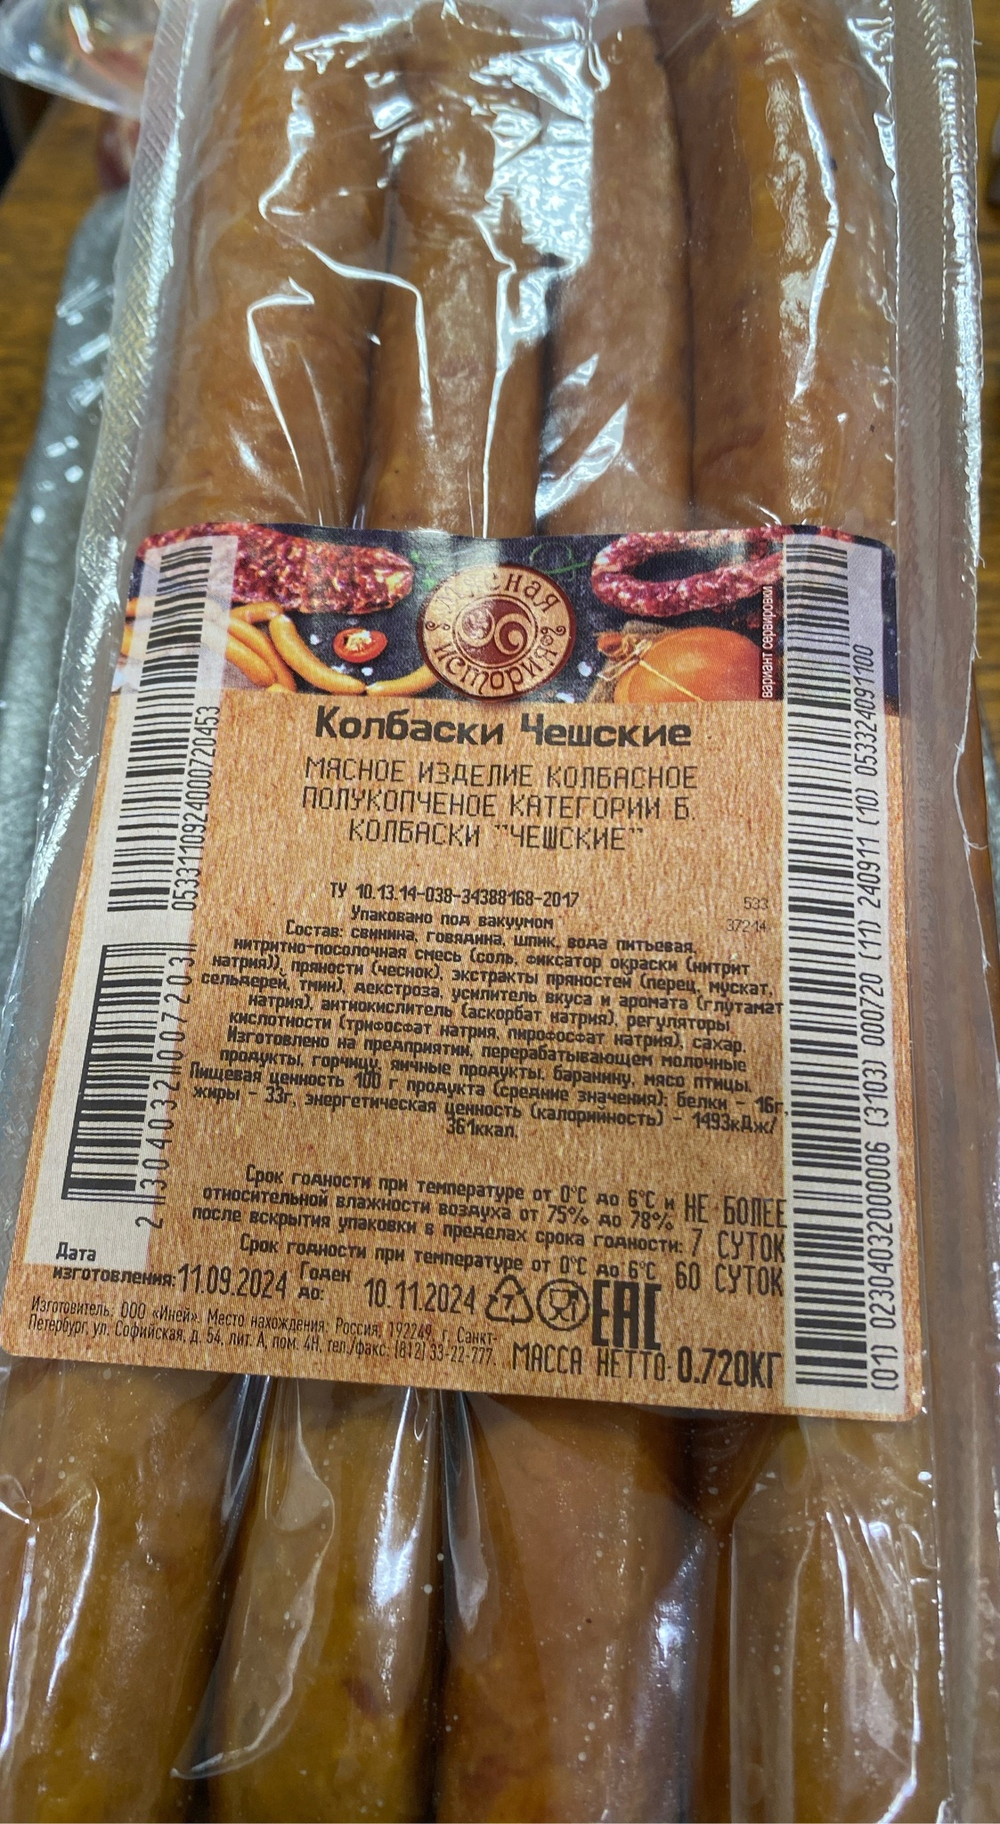 мясная
история
вариант сервировки
Колбаски Чешские
МЯСНОЕ ИЗДЕЛИЕ КОЛБАСНОЕ
ПОЛУКОПЧЕНОЕ КАТЕГОРИИ Б.
КОЛБАСКИ "ЧЕШСКИЕ"
ТУ 10.13.14-038-34388168-2017
533
Упаковано под вакуумом
37214
Состав: свинина, говядина, шпик, вода питьевая,
нитритно-посолочная смесь (соль, фиксатор окраски (нитрит
натрия)), пряности (чеснок), экстракты пряностей (перец, мускат,
сельдерей, тмин), декстроза, усилитель вкуса и аромата (глутамат
натрия), антиокислитель (аскорбат натрия), регуляторы
кислотности (трифосфат натрия, пирофосфат натрия), сахар.
Изготовлено на предприятии, перерабатывающем молочные
продукты, горчицу, яичные продукты, баранину, мясо птицы.
Пищевая ценность 100 г продукта (средние значения): белки - 16г,
жиры - 33г, энергетическая ценность (калорийность) - 1493кДж/
361ккал.
Срок годности при температуре от 0°C до 6°C и НЕ БОЛЕЕ
относительной влажности воздуха от 75% до 78%
после вскрытия упаковки в пределах срока годности: 7 СУТОК
Срок годности при температуре от 0°C до 6°C 60 СУТОК
Дата
изготовления: 11.09.2024 Годен до: 10.11.2024
7
EAC
Изготовитель: ООО «Иней». Место нахождения: Россия, 192249, г. Санкт-
Петербург, ул. Софийская, д. 54, лит. А, пом. 4Н, тел./факс: (812) 33-22-777.
МАССА НЕТТО: 0.720КГ
0533110924000720453
2 130403 2 007203
(01) 02304032000006 (3103) 000720 (11) 240911 (10) 053324091100